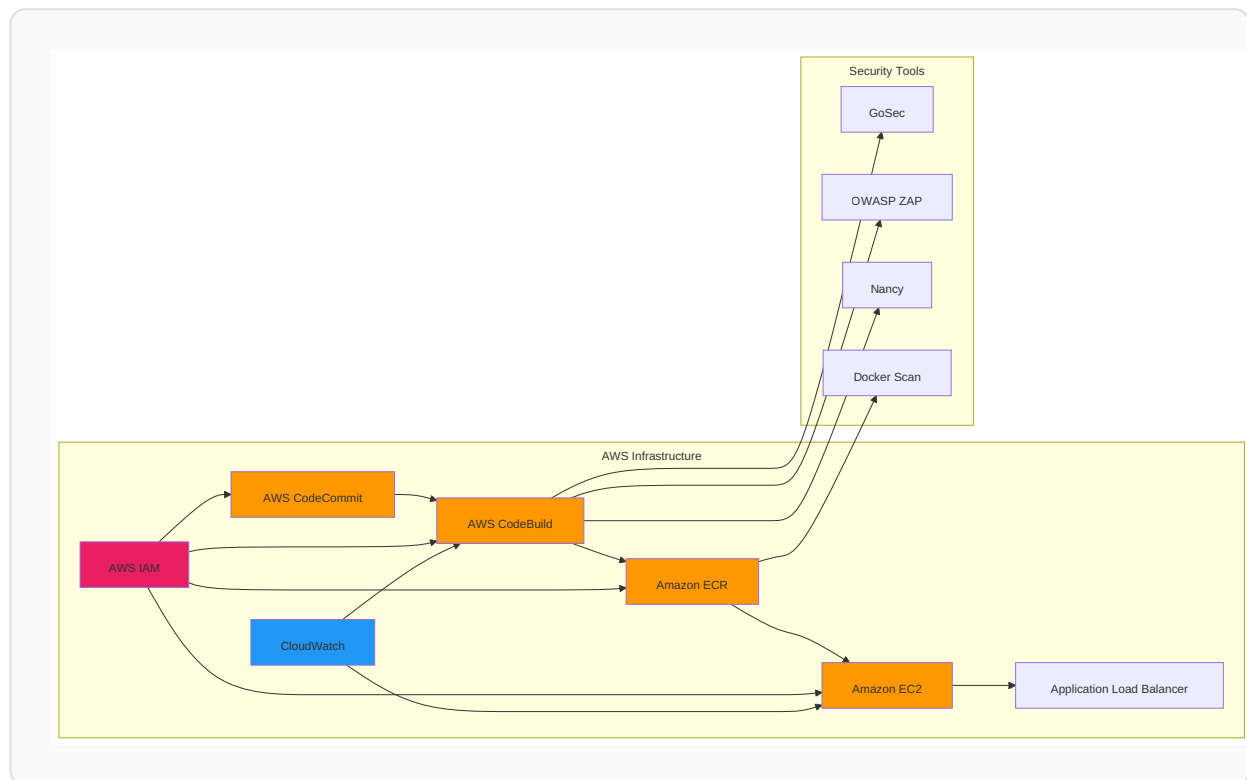 Security Tools
GoSec
OWASP ZAP
Nancy
Docker Scan
AWS Infrastructure
AWS CodeCommit
AWS CodeBuild
AWS IAM
Amazon ECR
CloudWatch
Amazon EC2
Application Load Balancer